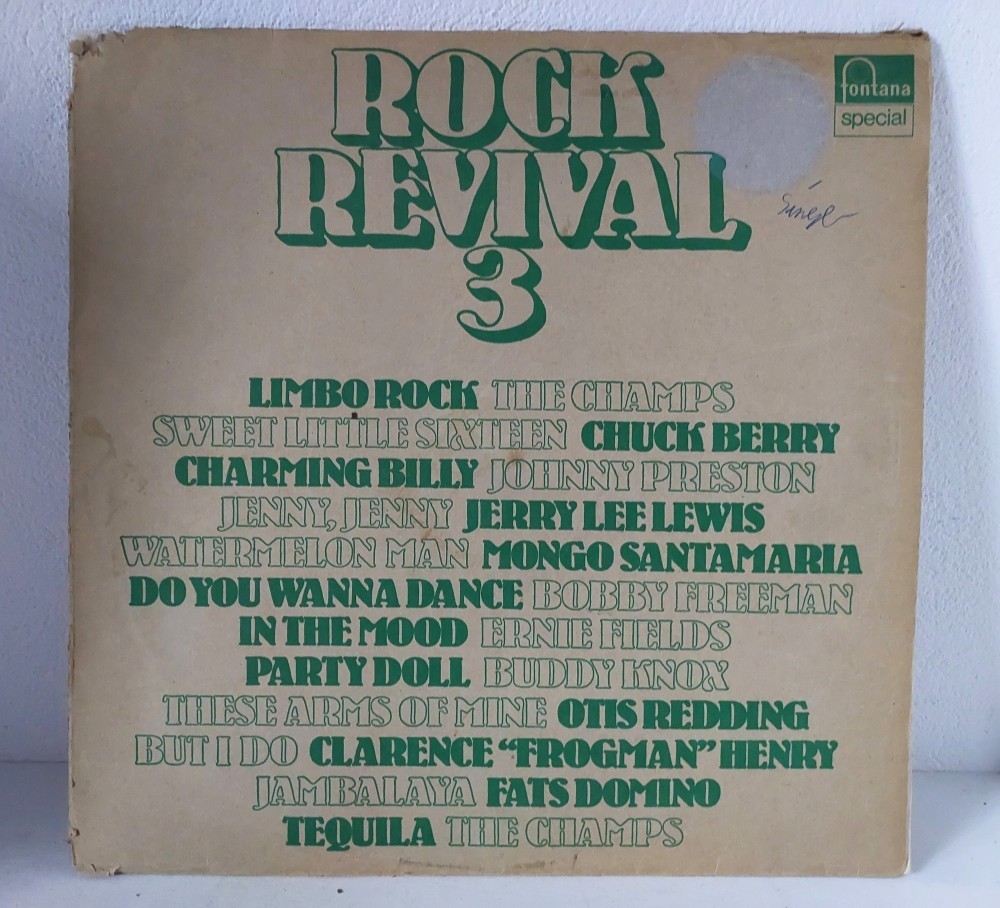 ROCK
REVIVAL
3
fontana
special
LIMBO ROCK THE CHAMPS
SWEET LITTLE SIXTEEN CHUCK BERRY
CHARMING BILLY JOHNNY PRESTON
JENNY, JENNY JERRY LEE LEWIS
WATERMELON MAN MONGO SANTAMARIA
DO YOU WANNA DANCE BOBBY FREEMAN
IN THE MOOD ERNIE FIELDS
PARTY DOLL BUDDY KNOX
THESE ARMS OF MINE OTIS REDDING
BUT I DO CLARENCE “FROGMAN” HENRY
JAMBALAYA FATS DOMINO
TEQUILA THE CHAMPS